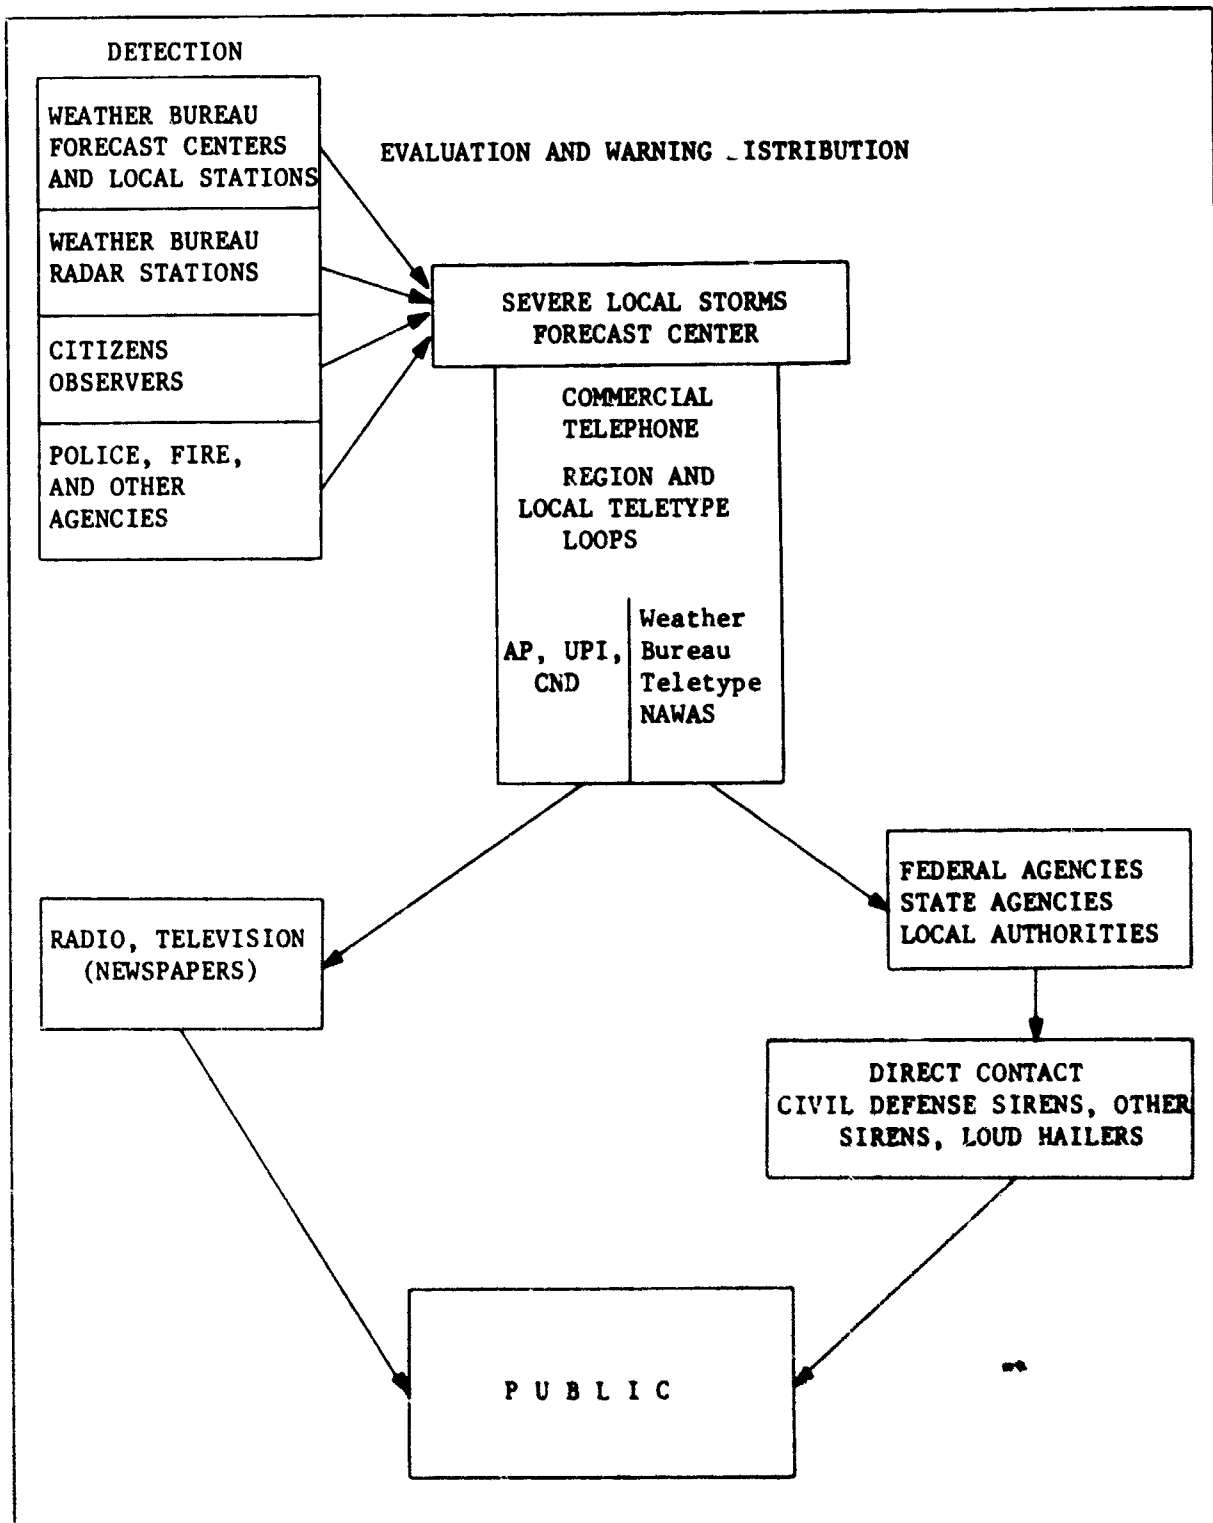 DETECTION
WEATHER BUREAU
FORECAST CENTERS
AND LOCAL STATIONS
WEATHER BUREAU
RADAR STATIONS
CITIZENS
OBSERVERS
POLICE, FIRE,
AND OTHER
AGENCIES
EVALUATION AND WARNING _ISTRIBUTION
SEVERE LOCAL STORMS
FORECAST CENTER
COMMERCIAL
TELEPHONE
REGION AND
LOCAL TELETYPE
LOOPS
AP, UPI,
CND
Weather
Bureau
Teletype
NAWAS
RADIO, TELEVISION
(NEWSPAPERS)
FEDERAL AGENCIES
STATE AGENCIES
LOCAL AUTHORITIES
DIRECT CONTACT
CIVIL DEFENSE SIRENS, OTHER
SIRENS, LOUD HAILERS
P U B L I C